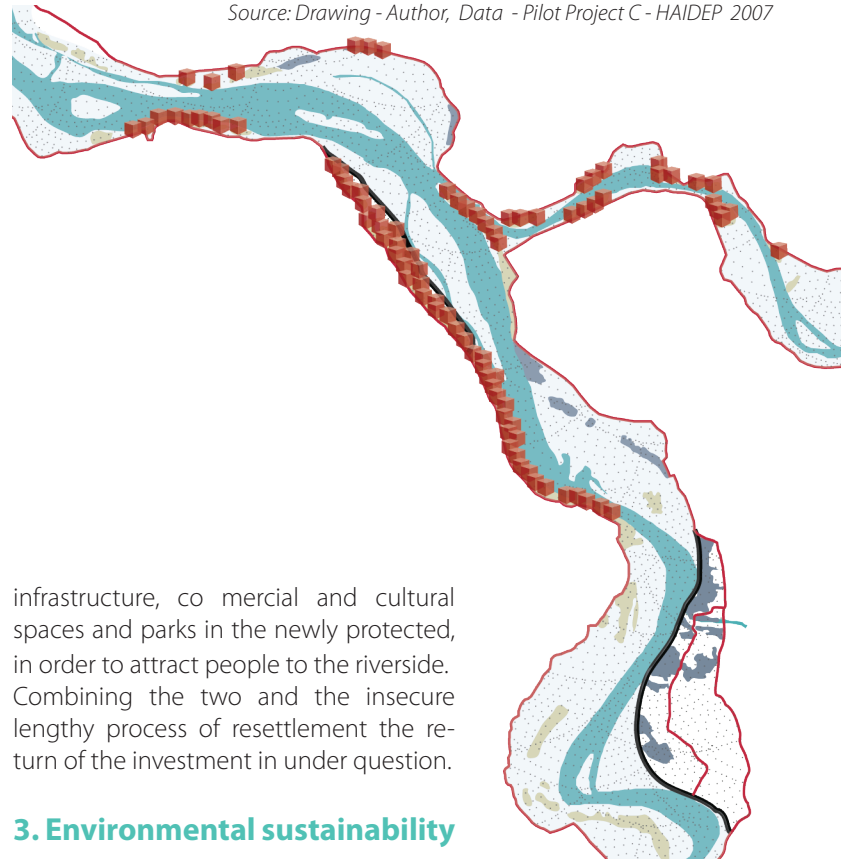 Source: Drawing - Author, Data - Pilot Project C - HAIDEP 2007
infrastructure, co mercial and cultural
spaces and parks in the newly protected,
in order to attract people to the riverside.
Combining the two and the insecure
lengthy process of resettlement the re-
turn of the investment in under question.
3. Environmental sustainability